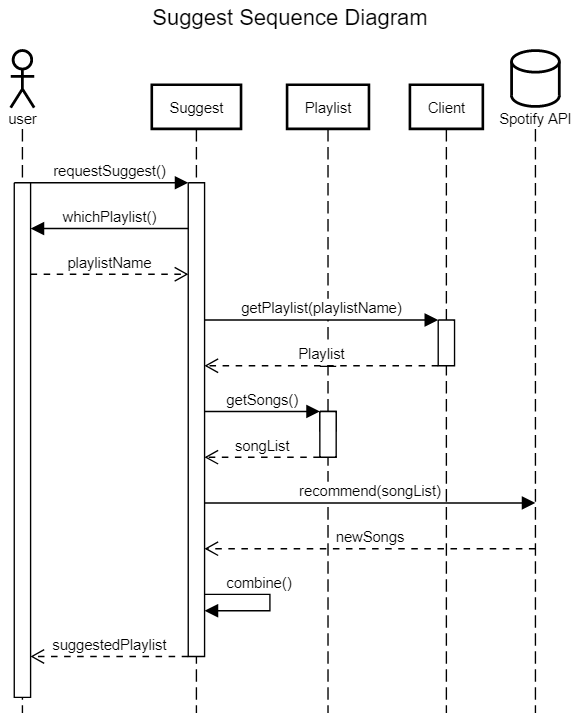 Suggest Sequence Diagram
user
Suggest
Playlist
Client
Spotify API
requestSuggest()
whichPlaylist()
playlistName
getPlaylist(playlistName)
Playlist
getSongs()
songList
recommend(songList)
newSongs
combine()
suggestedPlaylist